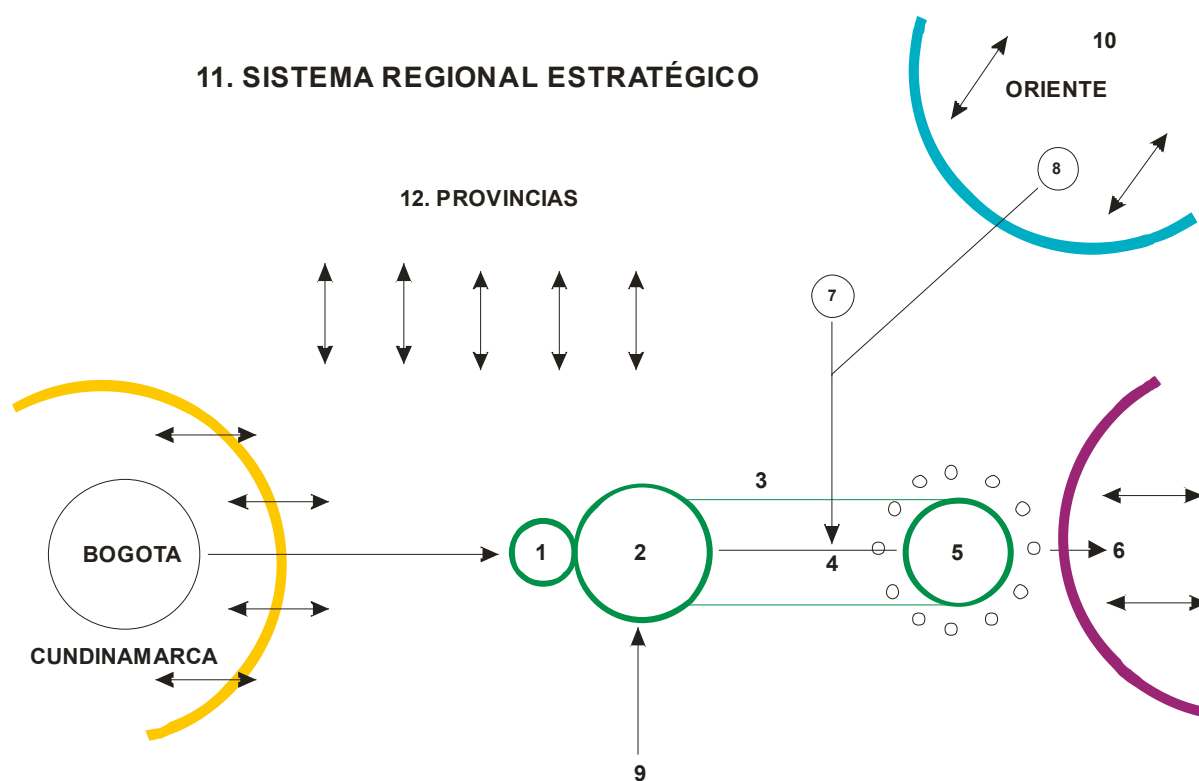 10
11. SISTEMA REGIONAL ESTRATÉGICO
ORIENTE
8
12. PROVINCIAS
7
3
BOGOTA
1
2
4
5
6
CUNDINAMARCA
9